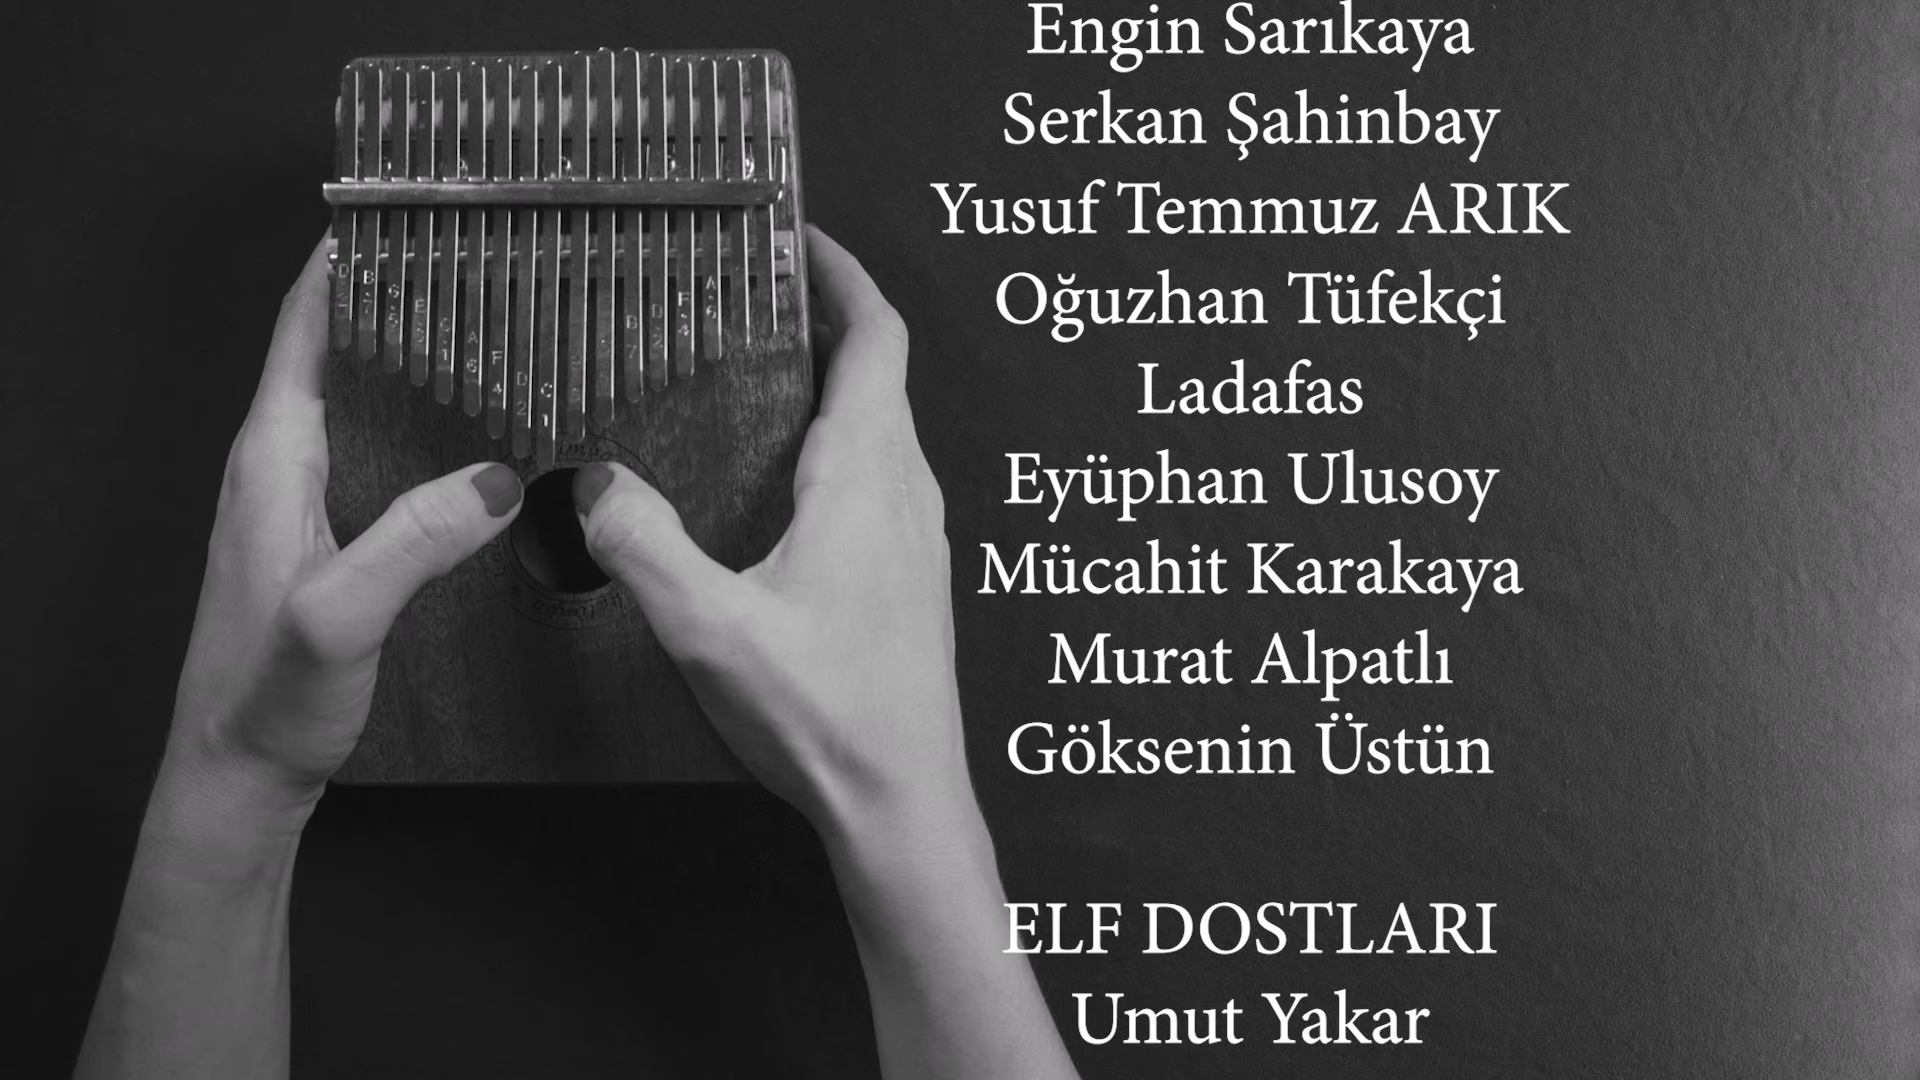 Engin Sarıkaya
Serkan Şahinbay
Yusuf Temmuz ARIK
Oğuzhan Tüfekçi
Ladafas
Eyüphan Ulusoy
Mücahit Karakaya
Murat Alpatlı
Göksenin Üstün
ELF DOSTLARI
Umut Yakar